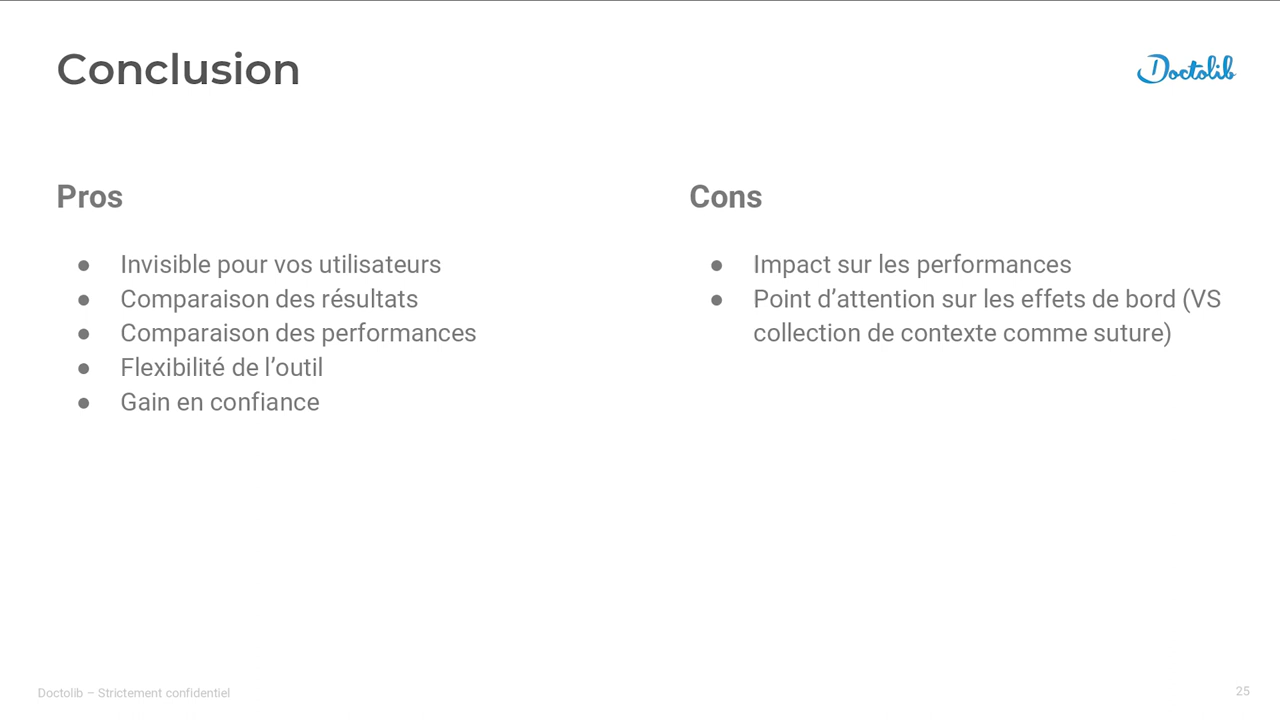 Conclusion
Doctolib
Pros
● Invisible pour vos utilisateurs
● Comparaison des résultats
● Comparaison des performances
● Flexibilité de l’outil
● Gain en confiance
Cons
● Impact sur les performances
● Point d’attention sur les effets de bord (VS
collection de contexte comme suture)
Doctolib – Strictement confidentiel
25